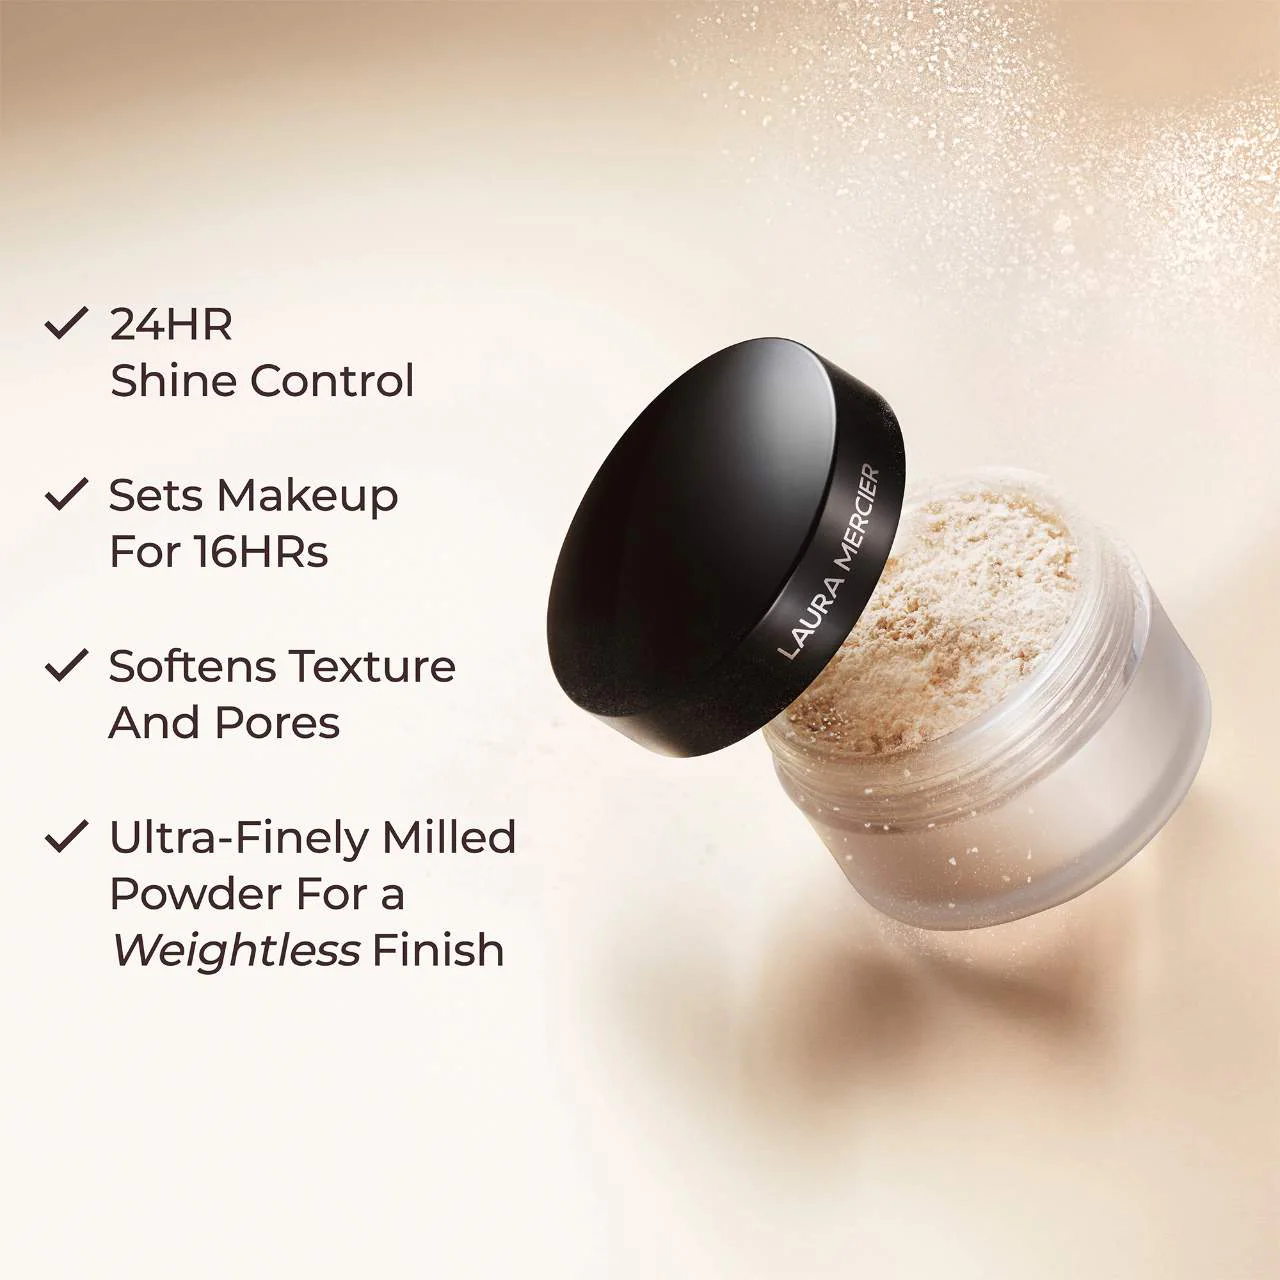 24HR
Shine Control
Sets Makeup
For 16HRs
Softens Texture
And Pores
Ultra-Finely Milled
Powder For a
Weightless Finish
LAURA MERCIER